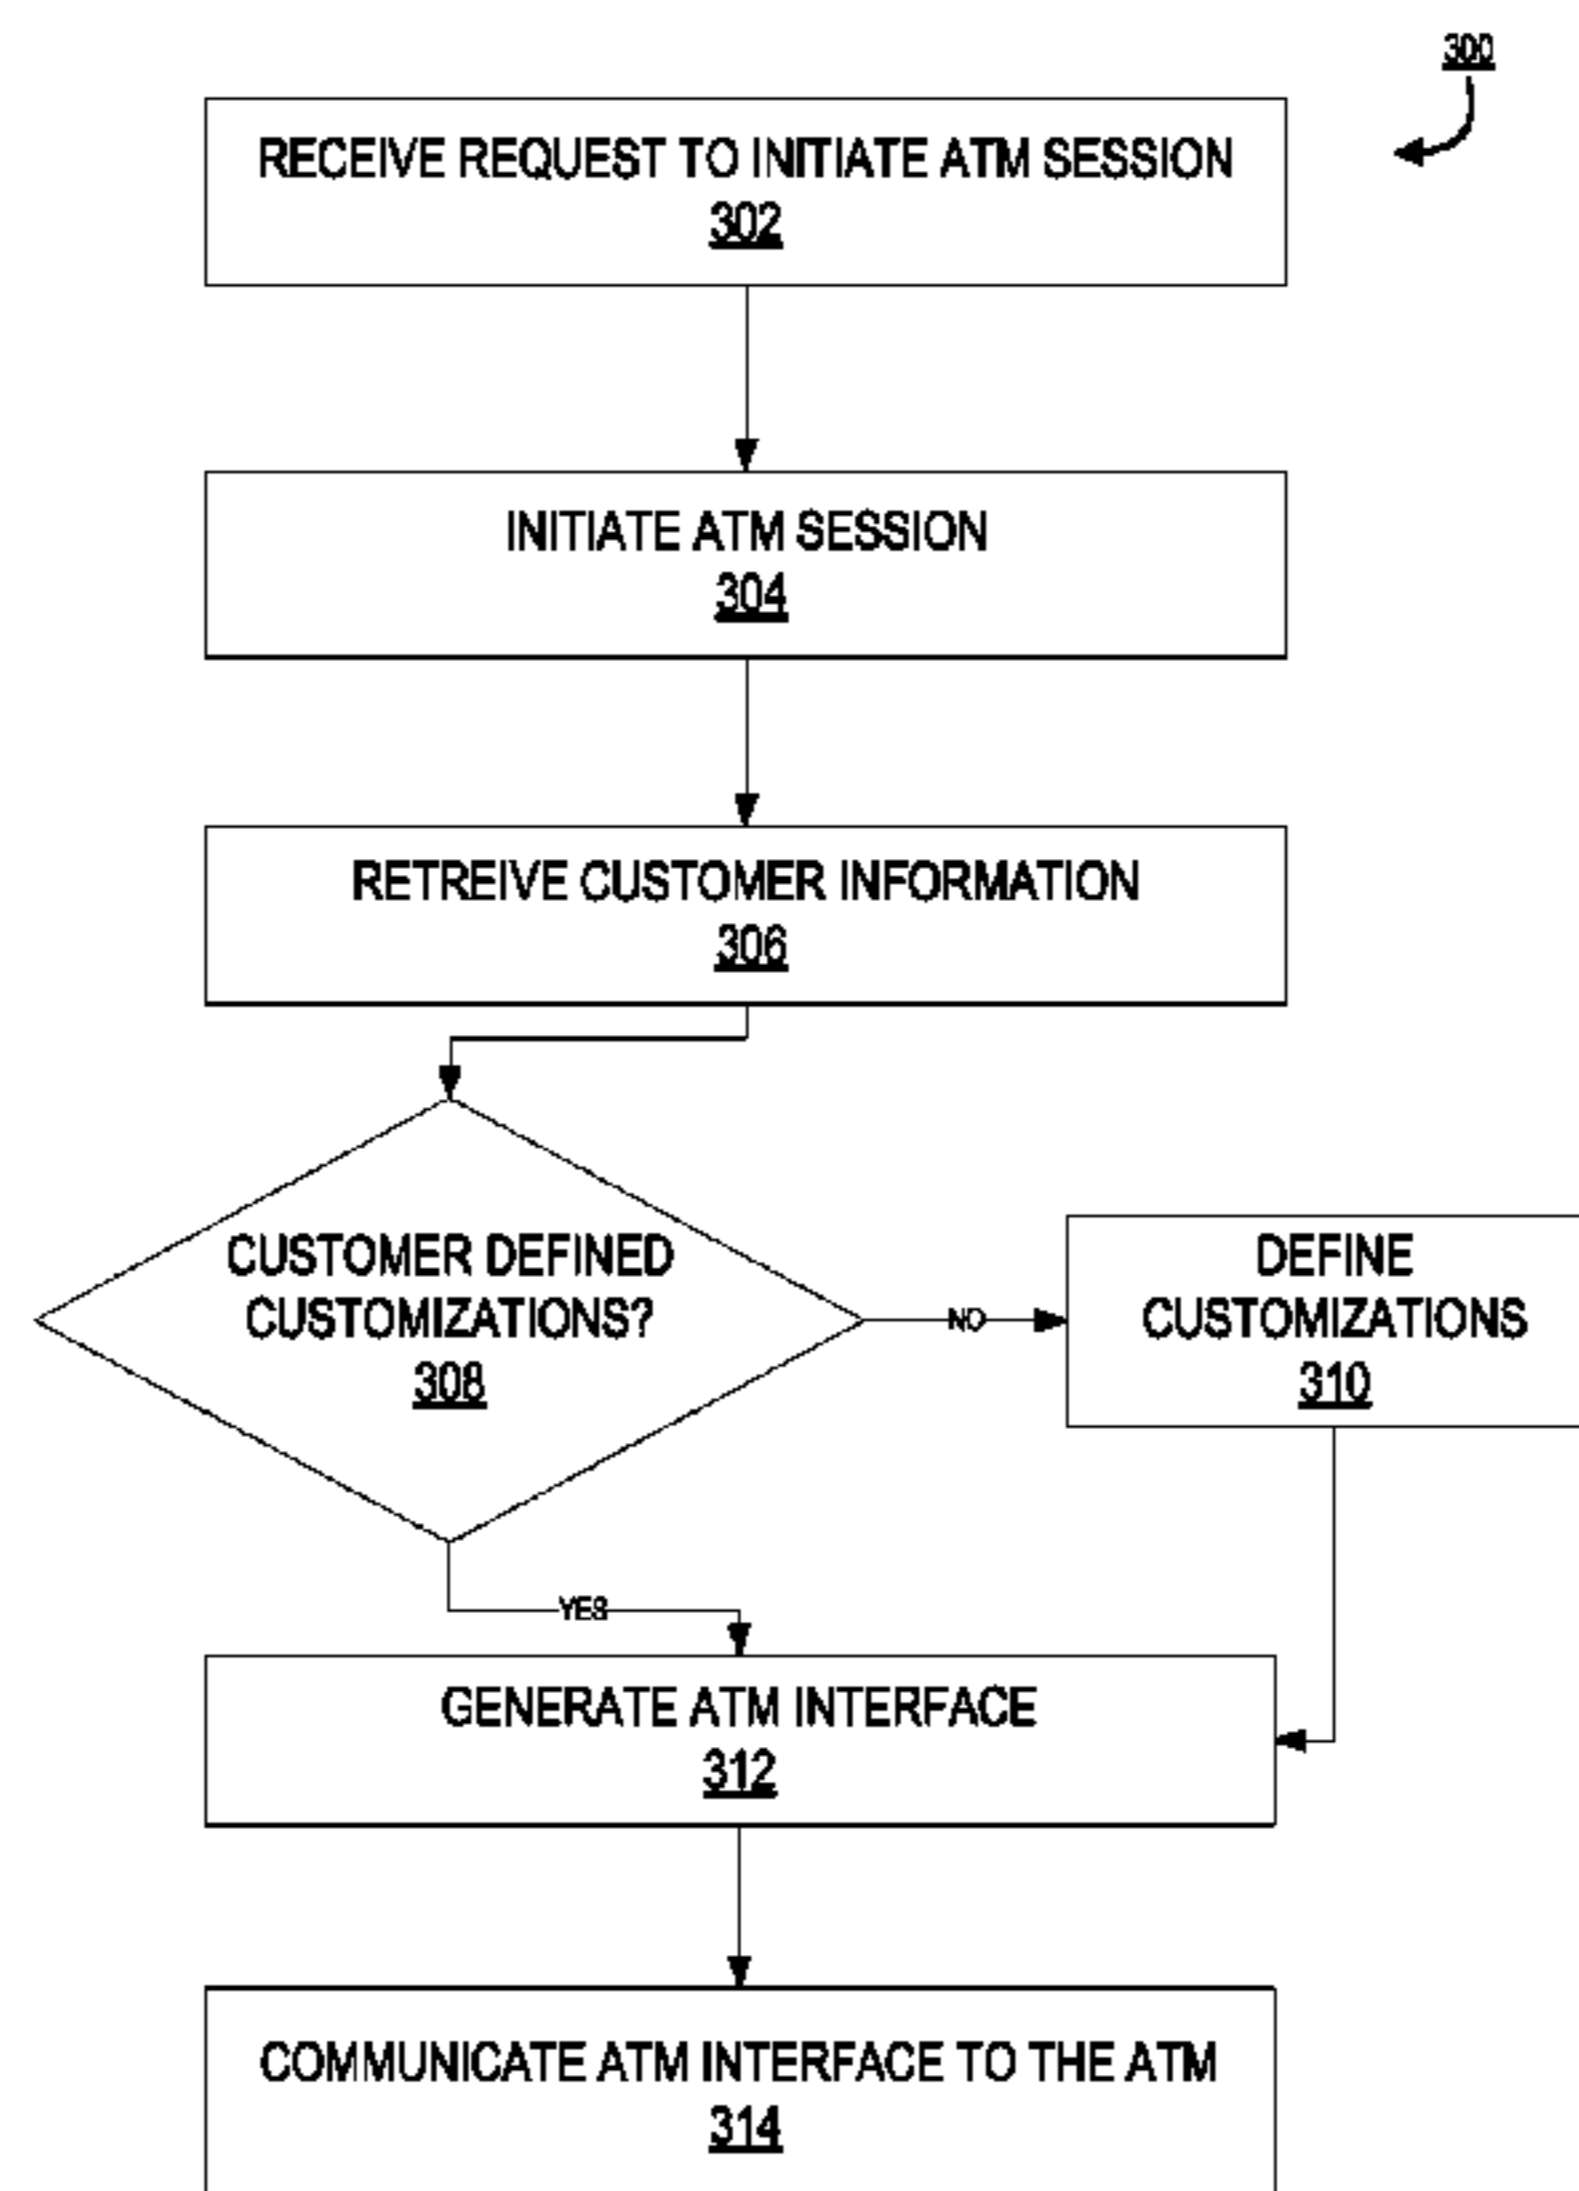 300
RECEIVE REQUEST TO INITIATE ATM SESSION
302
INITIATE ATM SESSION
304
RETREIVE CUSTOMER INFORMATION
306
CUSTOMER DEFINED
CUSTOMIZATIONS?
308
NO
DEFINE
CUSTOMIZATIONS
310
YES
GENERATE ATM INTERFACE
312
COMMUNICATE ATM INTERFACE TO THE ATM
314